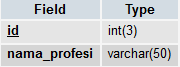 Field Type
id int(3)
nama_profesi varchar(50)